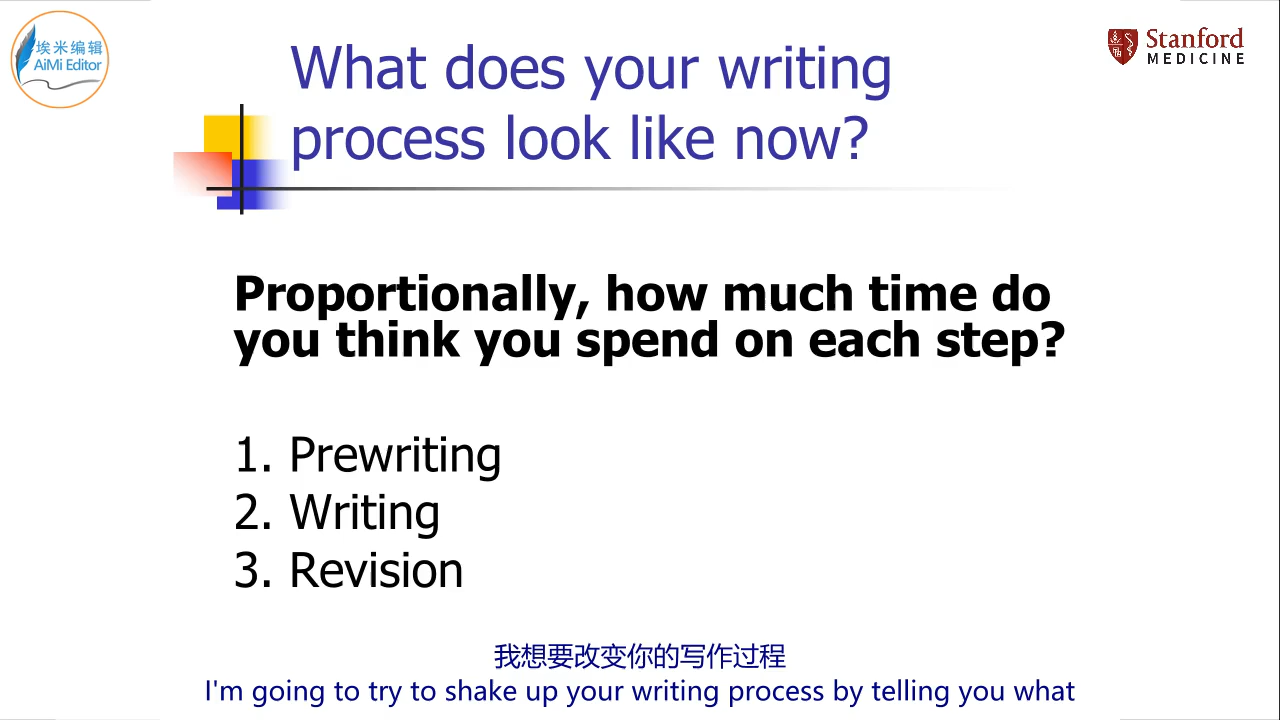 埃米编辑
AiMi Editor
Stanford
MEDICINE
What does your writing
process look like now?
Proportionally, how much time do
you think you spend on each step?
1. Prewriting
2. Writing
3. Revision
我想要改变你的写作过程
I'm going to try to shake up your writing process by telling you what